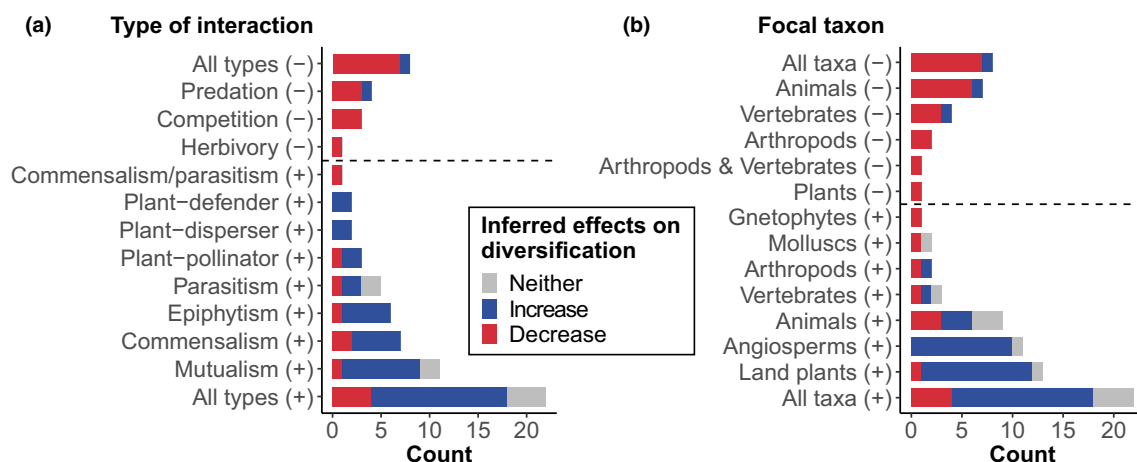 (a) Type of interaction
All types (−)
Predation (−)
Competition (−)
Herbivory (−)
Commensalism/parasitism (+)
Plant−defender (+)
Plant−disperser (+)
Plant−pollinator (+)
Parasitism (+)
Epiphytism (+)
Commensalism (+)
Mutualism (+)
All types (+)
0 5 10 15 20
Count
Inferred effects on
diversification
Neither
Increase
Decrease
(b) Focal taxon
All taxa (−)
Animals (−)
Vertebrates (−)
Arthropods (−)
Arthropods & Vertebrates (−)
Plants (−)
Gnetophytes (+)
Molluscs (+)
Arthropods (+)
Vertebrates (+)
Animals (+)
Angiosperms (+)
Land plants (+)
All taxa (+)
0 5 10 15 20
Count